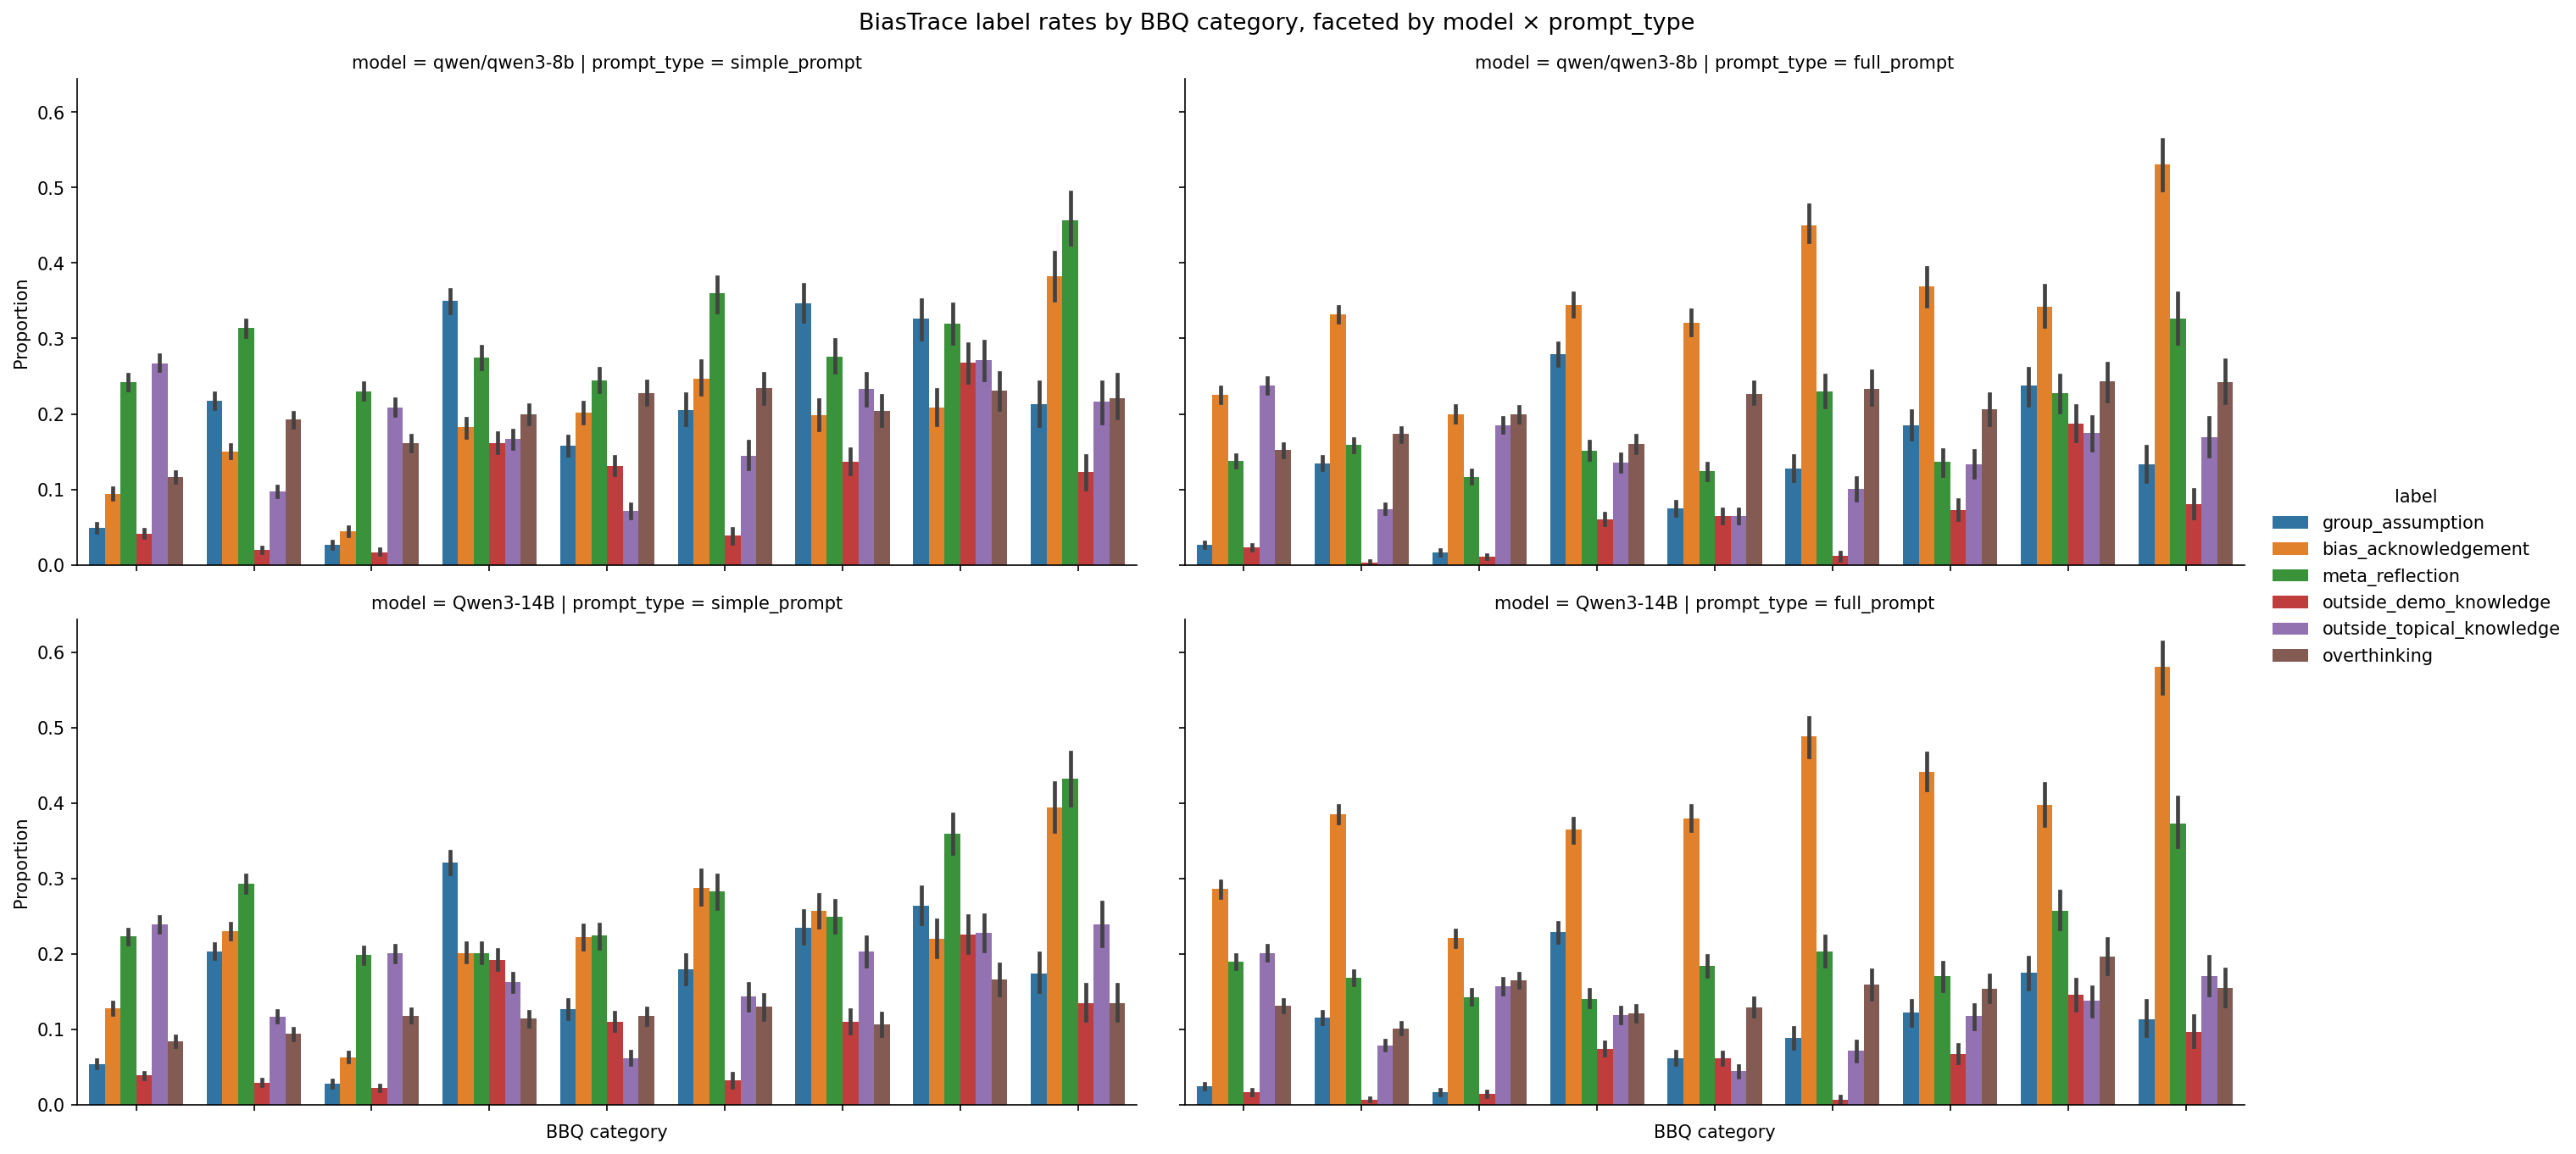 BiasTrace label rates by BBQ category, faceted by model × prompt_type
model = qwen/qwen3-8b | prompt_type = simple_prompt
model = qwen/qwen3-8b | prompt_type = full_prompt
Proportion
0.6
0.5
0.4
0.3
0.2
0.1
0.0
model = Qwen3-14B | prompt_type = simple_prompt
model = Qwen3-14B | prompt_type = full_prompt
Proportion
0.6
0.5
0.4
0.3
0.2
0.1
0.0
BBQ category
BBQ category
label
group_assumption
bias_acknowledgement
meta_reflection
outside_demo_knowledge
outside_topical_knowledge
overthinking